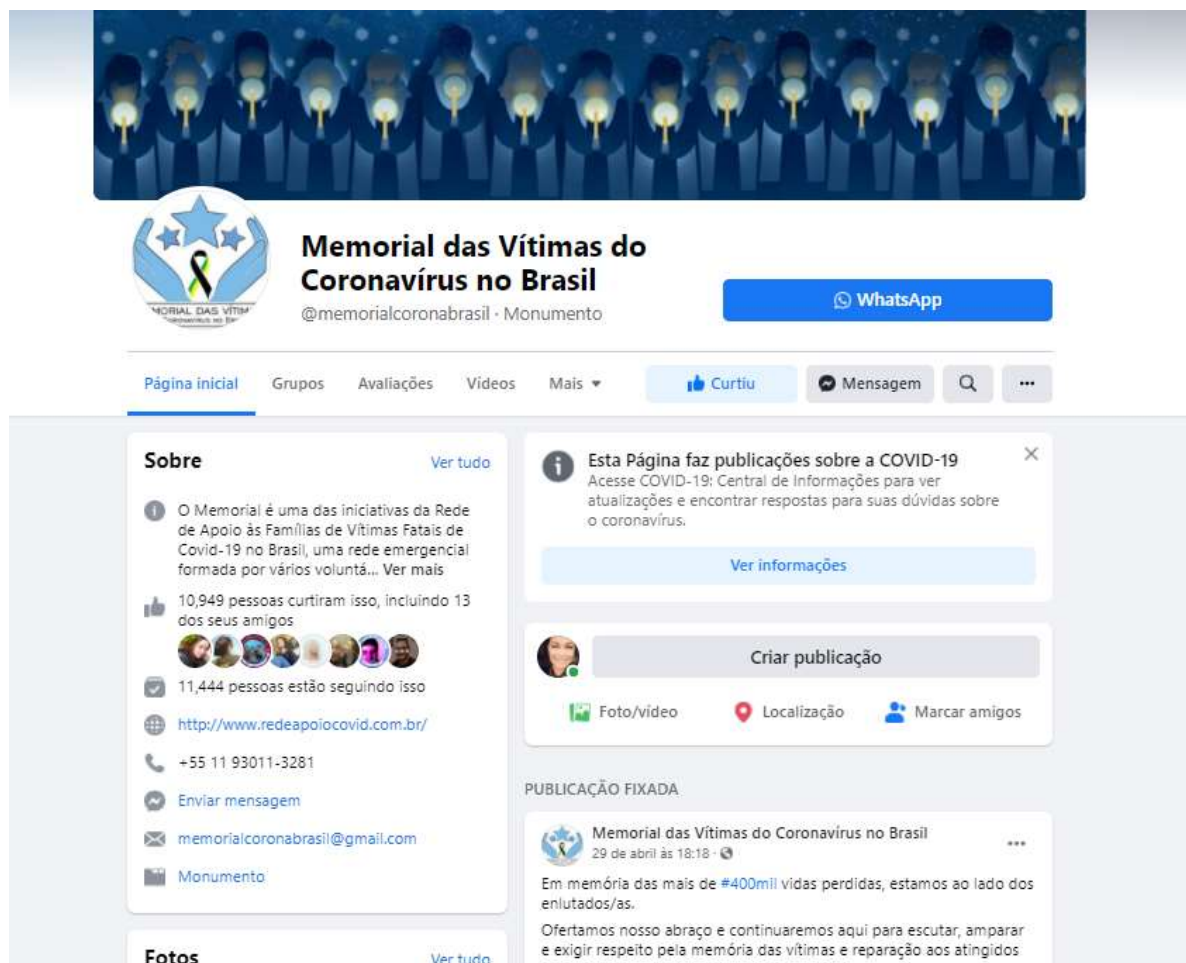 MORIAL DAS VÍTIM
Memorial das Vítimas do
Coronavírus no Brasil
@memorialcoronabrasil · Monumento
WhatsApp
Página inicial
Grupos
Avaliações
Vídeos
Mais
Curtiu
Mensagem
Sobre
Ver tudo
O Memorial é uma das iniciativas da Rede
de Apoio às Famílias de Vítimas Fatais de
Covid-19 no Brasil, uma rede emergencial
formada por vários voluntá... Ver mais
10,949 pessoas curtiram isso, incluindo 13
dos seus amigos
11,444 pessoas estão seguindo isso
http://www.redeapoiocovid.com.br/
+55 11 93011-3281
Enviar mensagem
memorialcoronabrasil@gmail.com
Monumento
Fotos
Ver tudo
Esta Página faz publicações sobre a COVID-19
Acesse COVID-19: Central de Informações para ver
atualizações e encontrar respostas para suas dúvidas sobre
o coronavírus.
Ver informações
Criar publicação
Foto/vídeo
Localização
Marcar amigos
PUBLICAÇÃO FIXADA
Memorial das Vítimas do Coronavírus no Brasil
29 de abril às 18:18 ·
Em memória das mais de #400mil vidas perdidas, estamos ao lado dos
enlutados/as.
Ofertamos nosso abraço e continuaremos aqui para escutar, amparar
e exigir respeito pela memória das vítimas e reparação aos atingidos